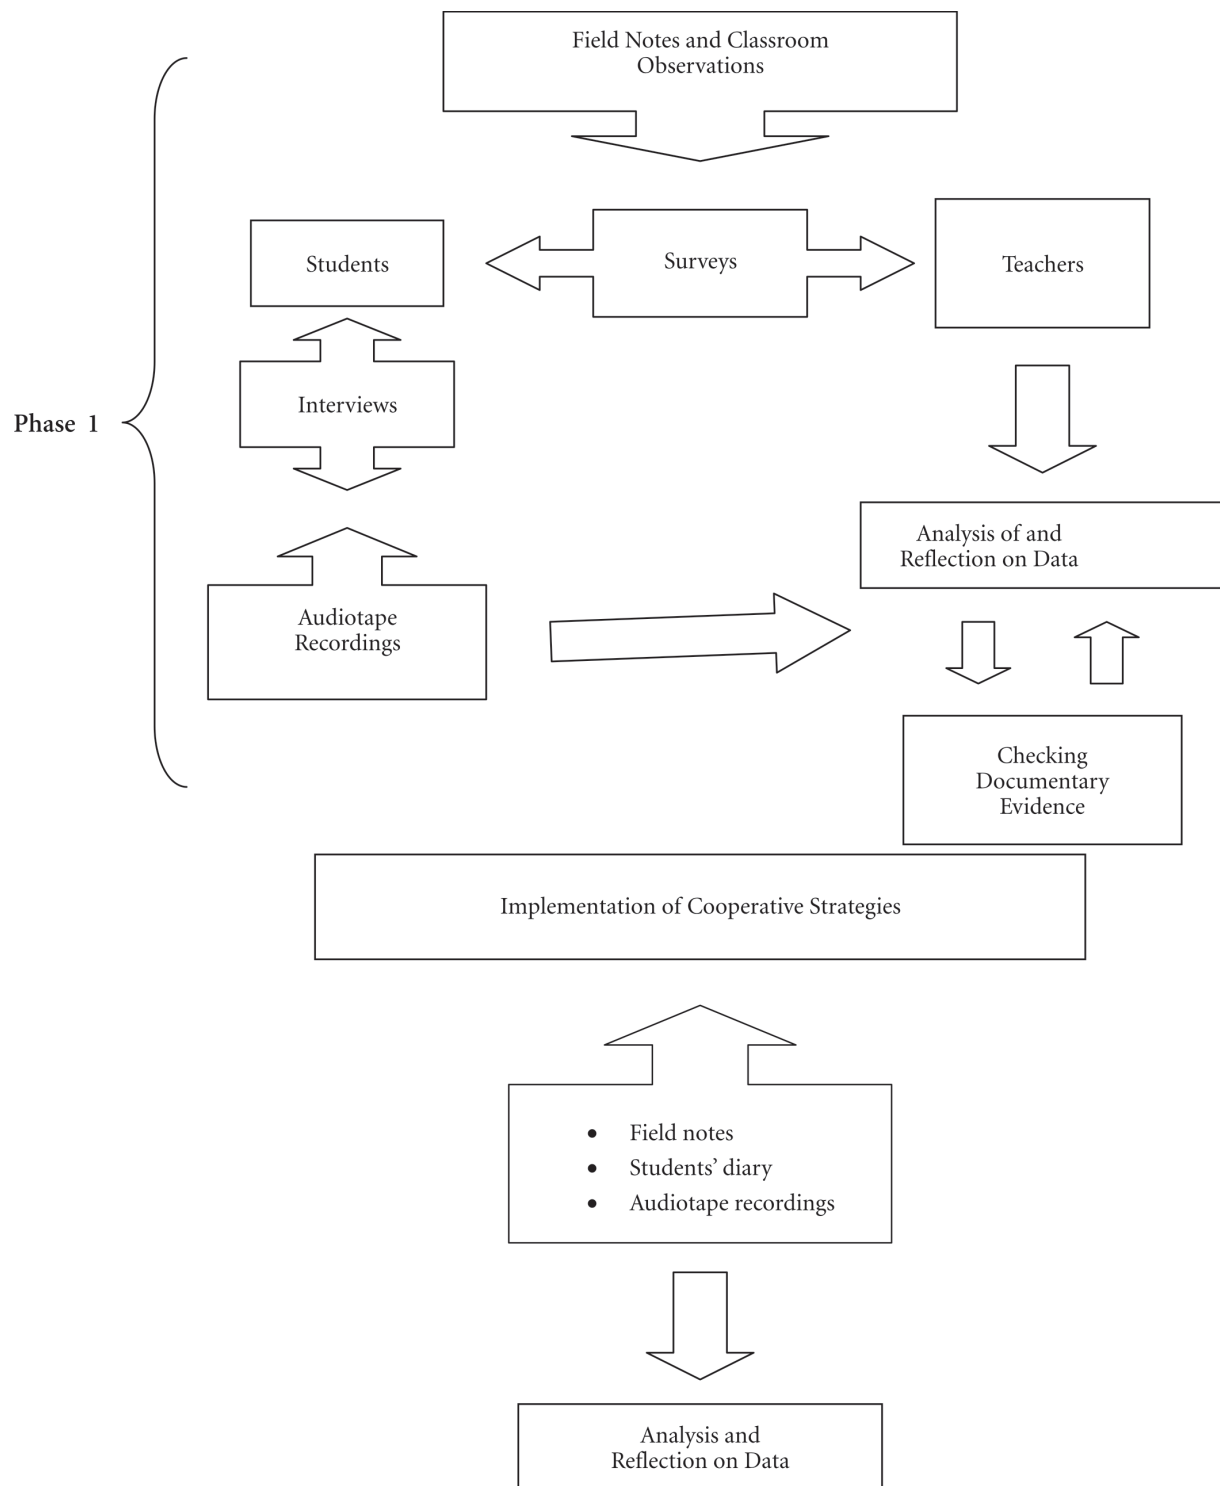 Field Notes and Classroom
Observations
Students
Surveys
Teachers
Interviews
Phase 1
Analysis of and
Reflection on Data
Audiotape
Recordings
Checking
Documentary
Evidence
Implementation of Cooperative Strategies
• Field notes
• Students’ diary
• Audiotape recordings
Analysis and
Reflection on Data